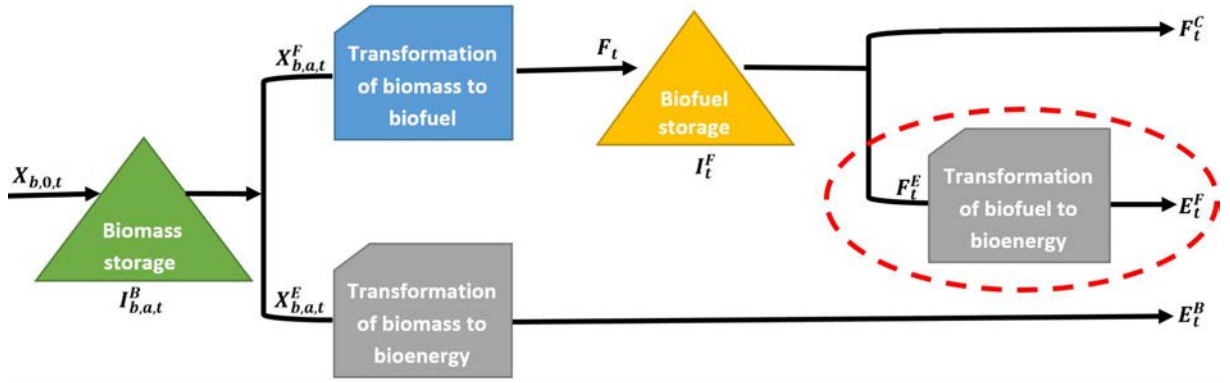 X_{b,0,t}
Biomass
storage
I^B_{b,a,t}
X^F_{b,a,t}
Transformation
of biomass to
biofuel
F_t
Biofuel
storage
I^F_t
F^C_t
F^E_t
Transformation
of biofuel to
bioenergy
E^F_t
X^E_{b,a,t}
Transformation
of biomass to
bioenergy
E^B_t